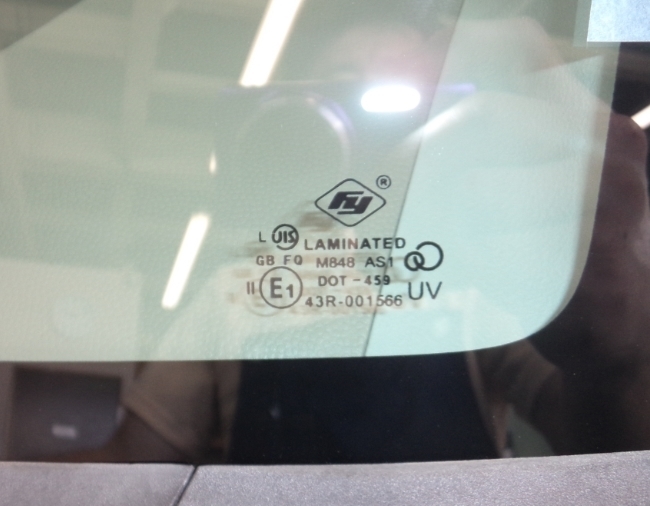 FY ®
L JIS LAMINATED
GB FQ M848 AS1
DOT-459
II E1 43R-001566 UV